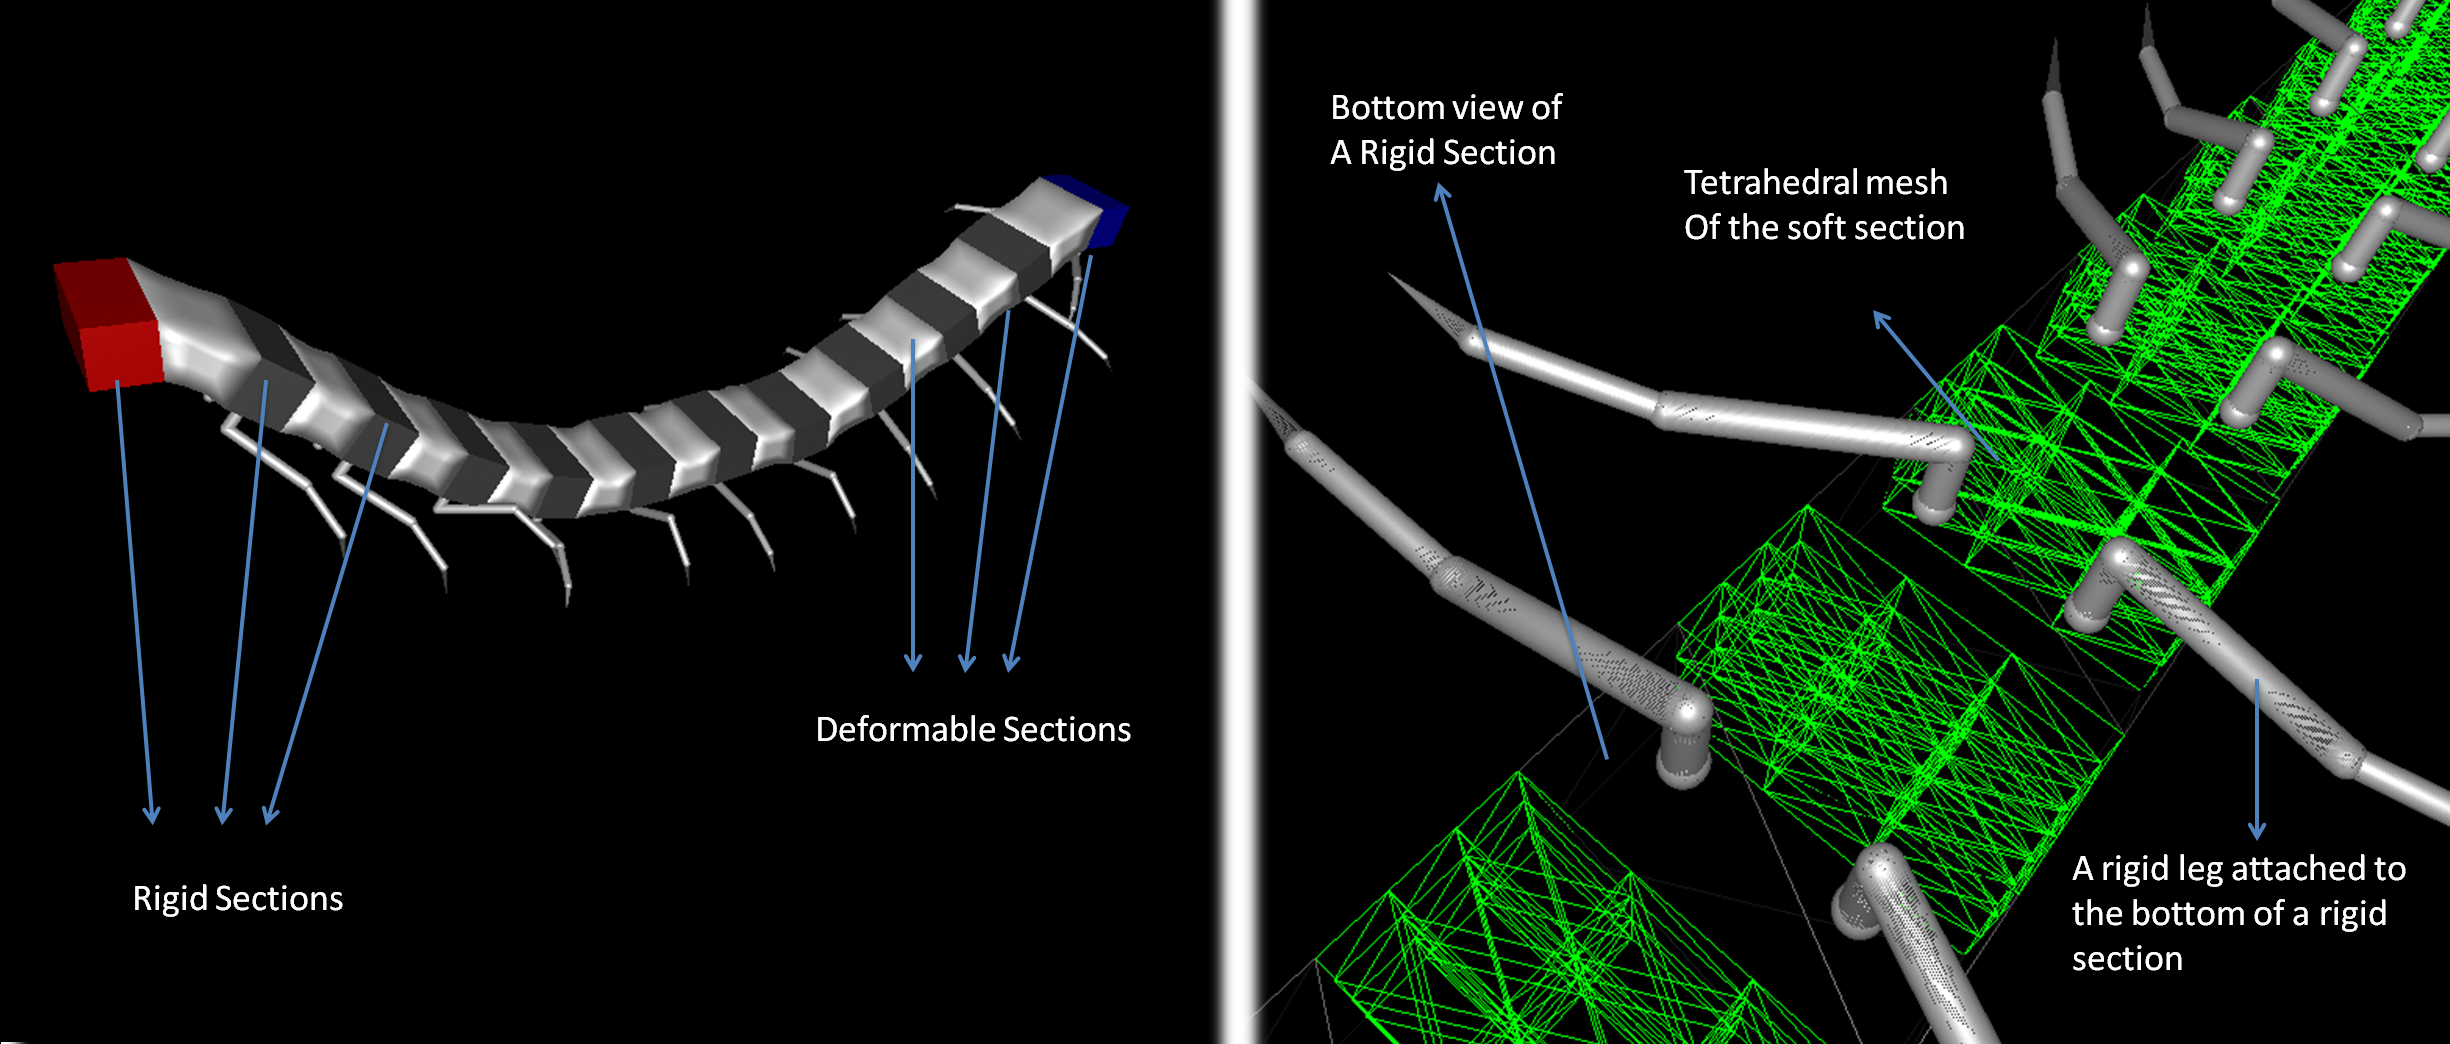 Rigid Sections
Deformable Sections
Bottom view of
A Rigid Section
Tetrahedral mesh
Of the soft section
A rigid leg attached to
the bottom of a rigid
section